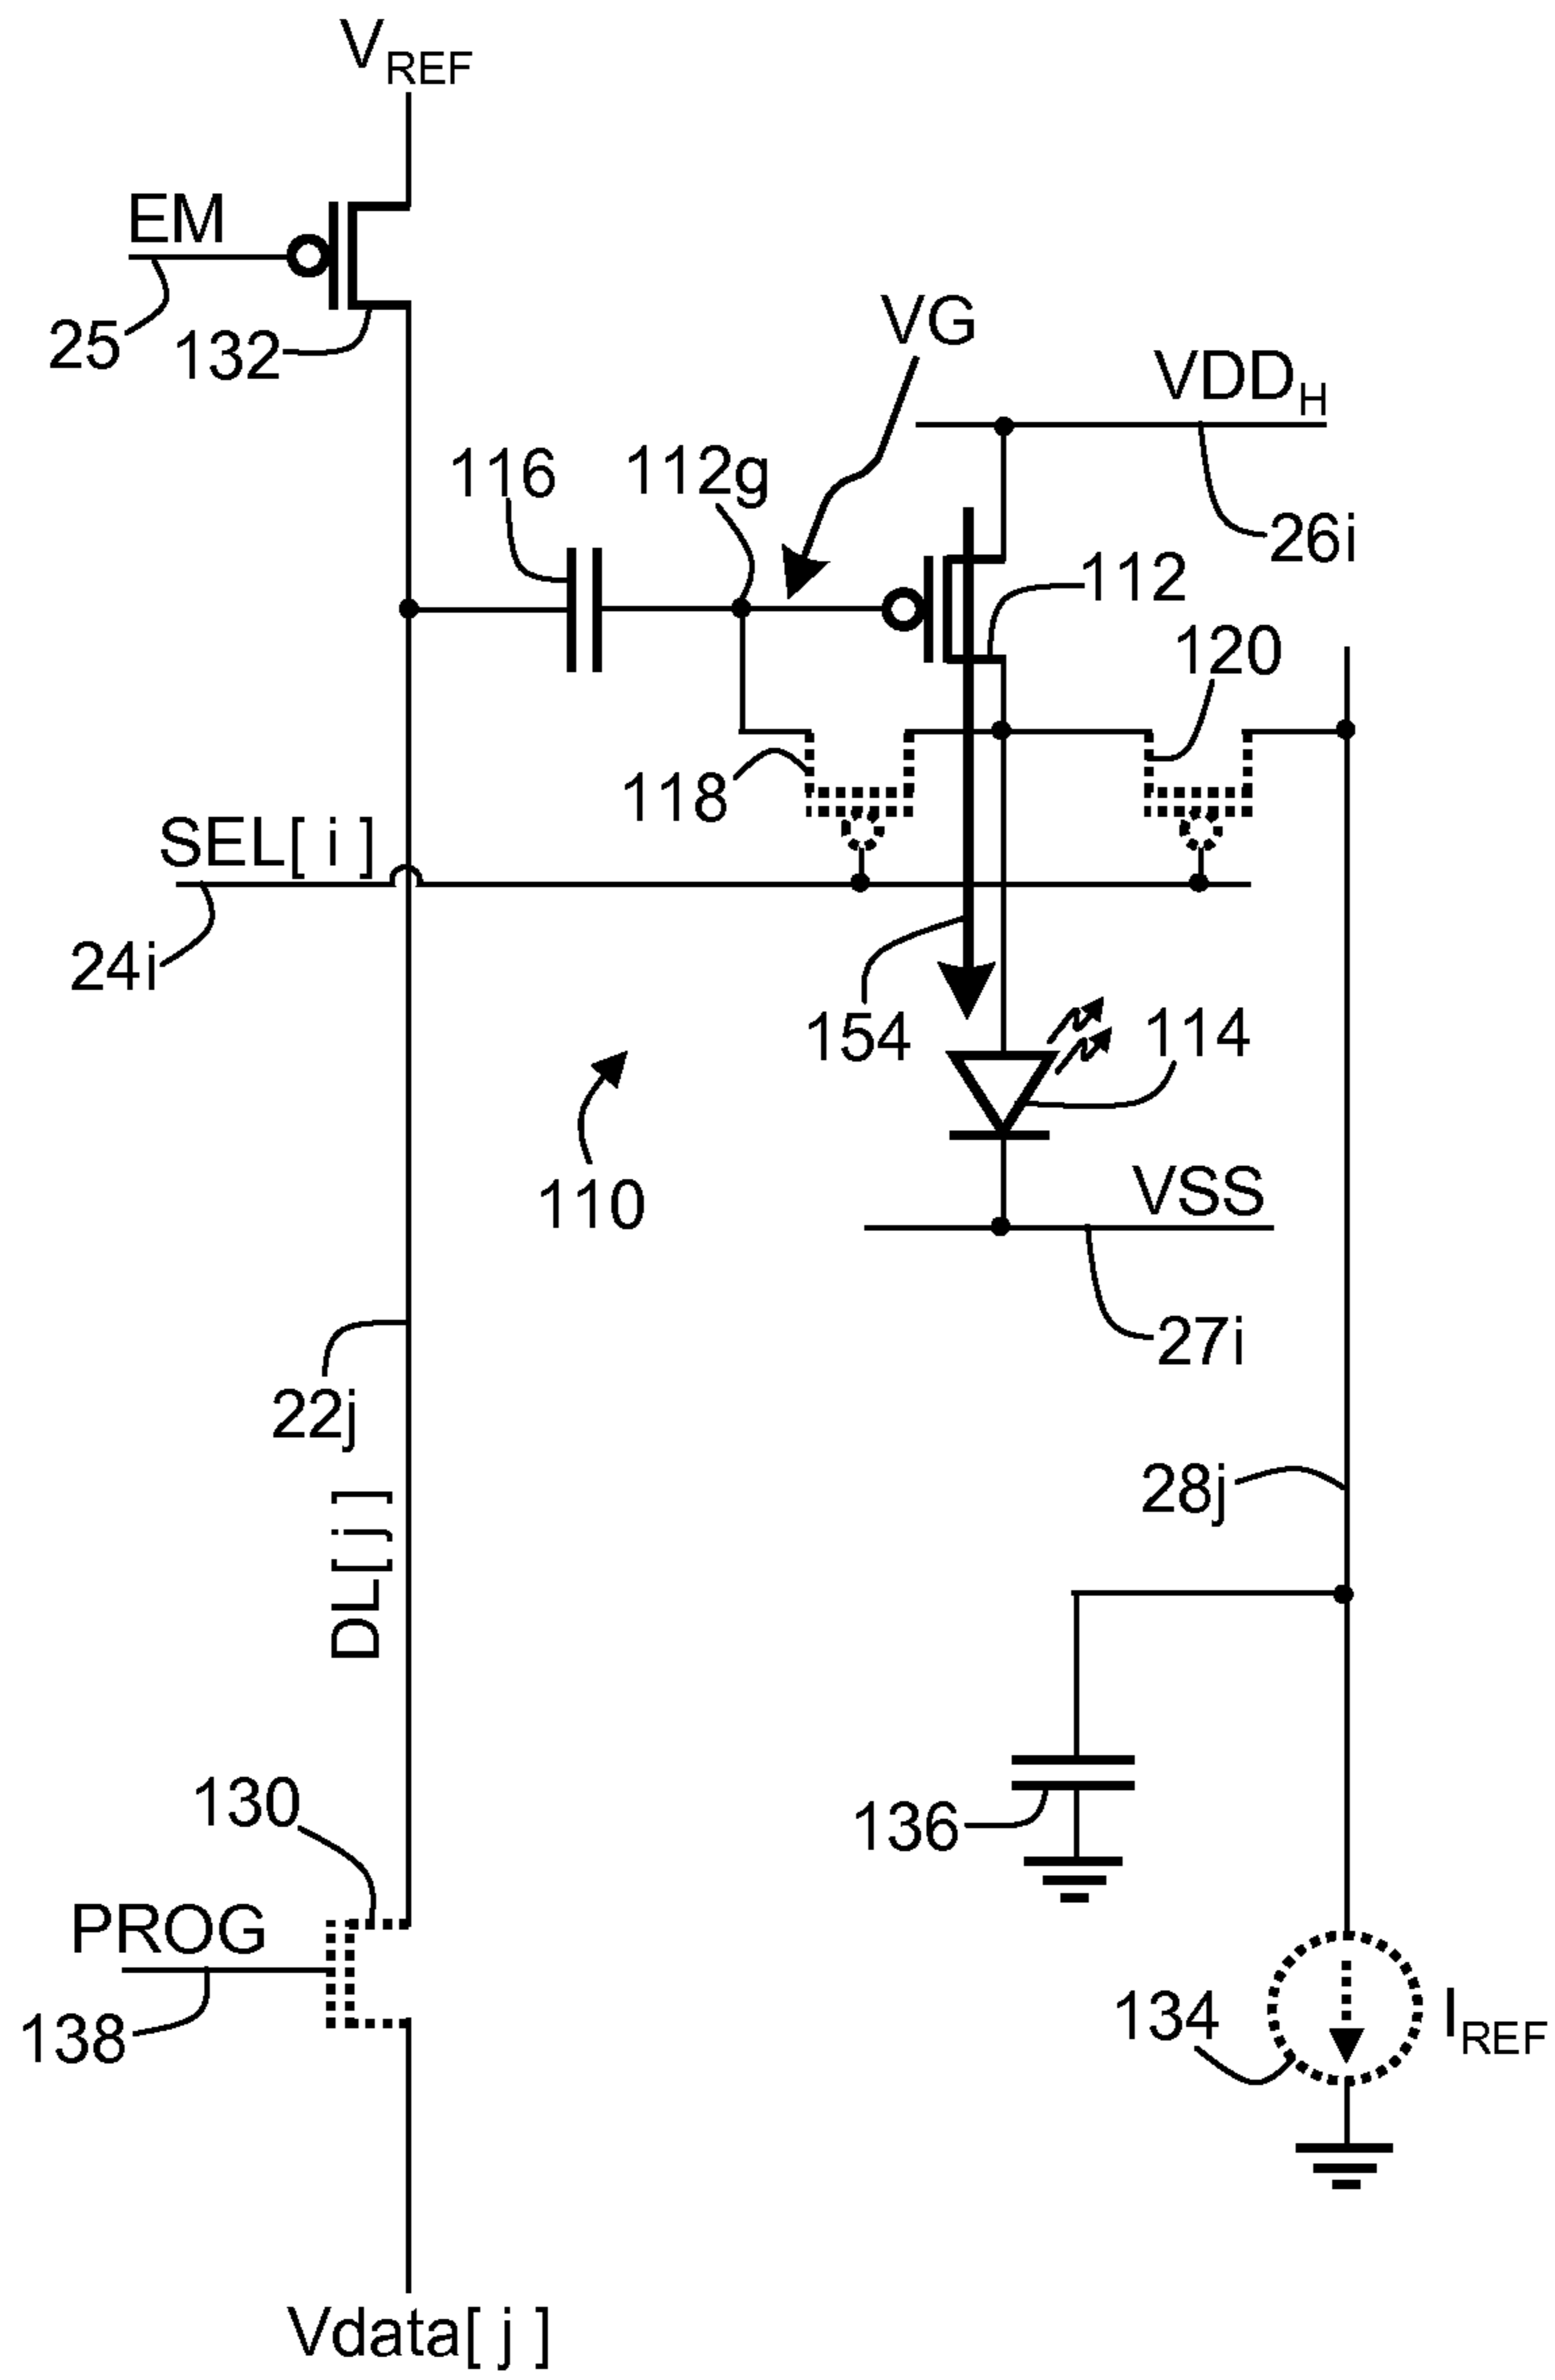 VREF
EM
25
132
VG
VDDH
116
112g
26i
112
120
118
SEL[ i ]
24i
154
114
110
VSS
27i
22j
28j
DL[ j ]
130
136
PROG
138
134
IREF
Vdata[ j ]